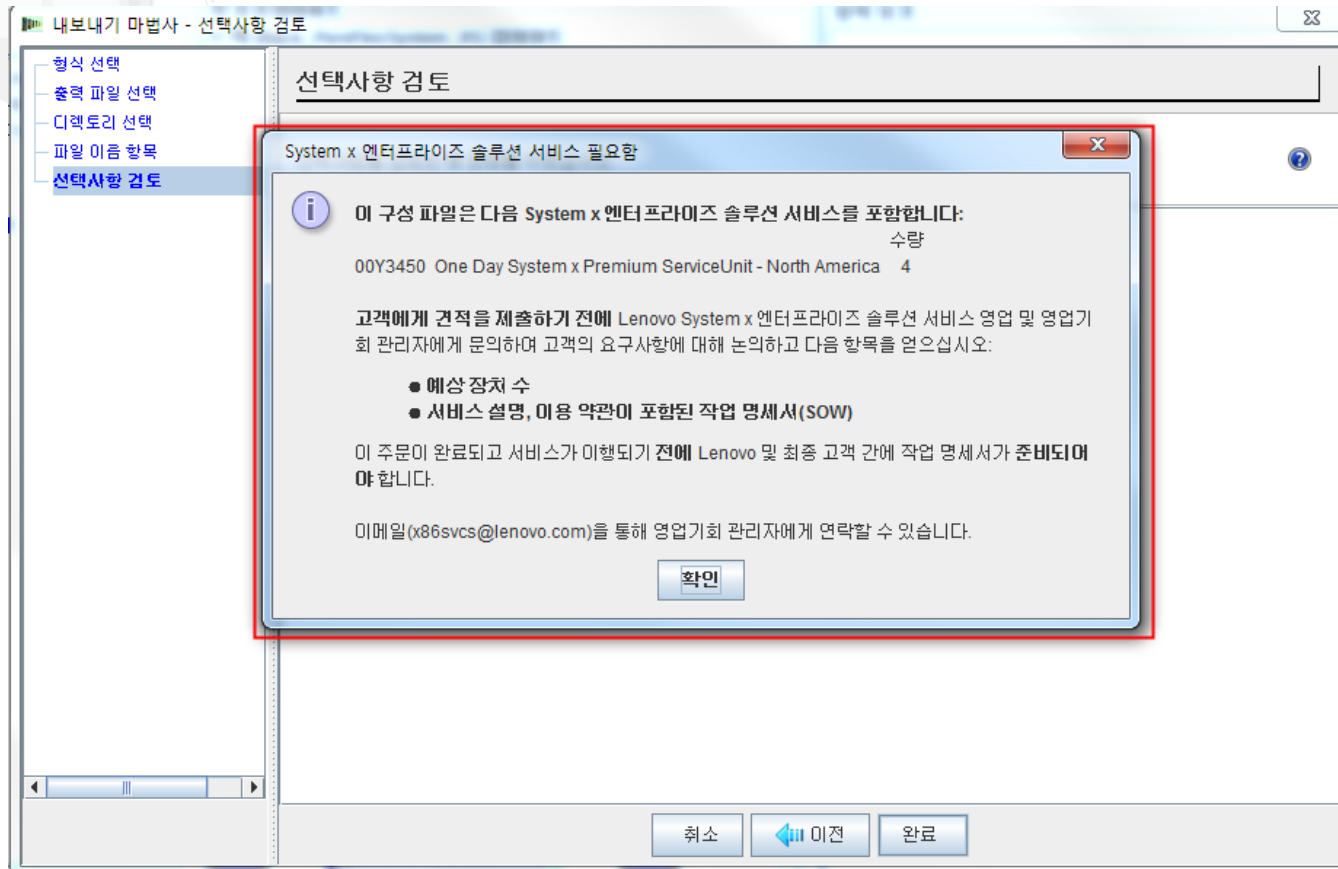 내보내기 마법사 - 선택사항 검토
형식 선택
출력 파일 선택
디렉토리 선택
파일 이음 항목
선택사항 검토
선택사항 검토
System x 엔터프라이즈 솔루션 서비스 필요함
이 구성 파일은 다음 System x 엔터프라이즈 솔루션 서비스를 포함합니다:
수량
00Y3450 One Day System x Premium ServiceUnit - North America 4
고객에게 견적을 제출하기 전에 Lenovo System x 엔터프라이즈 솔루션 서비스 영업 및 영업기
회 관리자에게 문의하여 고객의 요구사항에 대해 논의하고 다음 항목을 얻으십시오:
● 예상 장치 수
● 서비스 설명, 이용 약관이 포함된 작업 명세서(SOW)
이 주문이 완료되고 서비스가 이행되기 전에 Lenovo 및 최종 고객 간에 작업 명세서가 준비되어
야 합니다.
이메일(x86svcs@lenovo.com)을 통해 영업기회 관리자에게 연락할 수 있습니다.
확인
취소
이전
완료